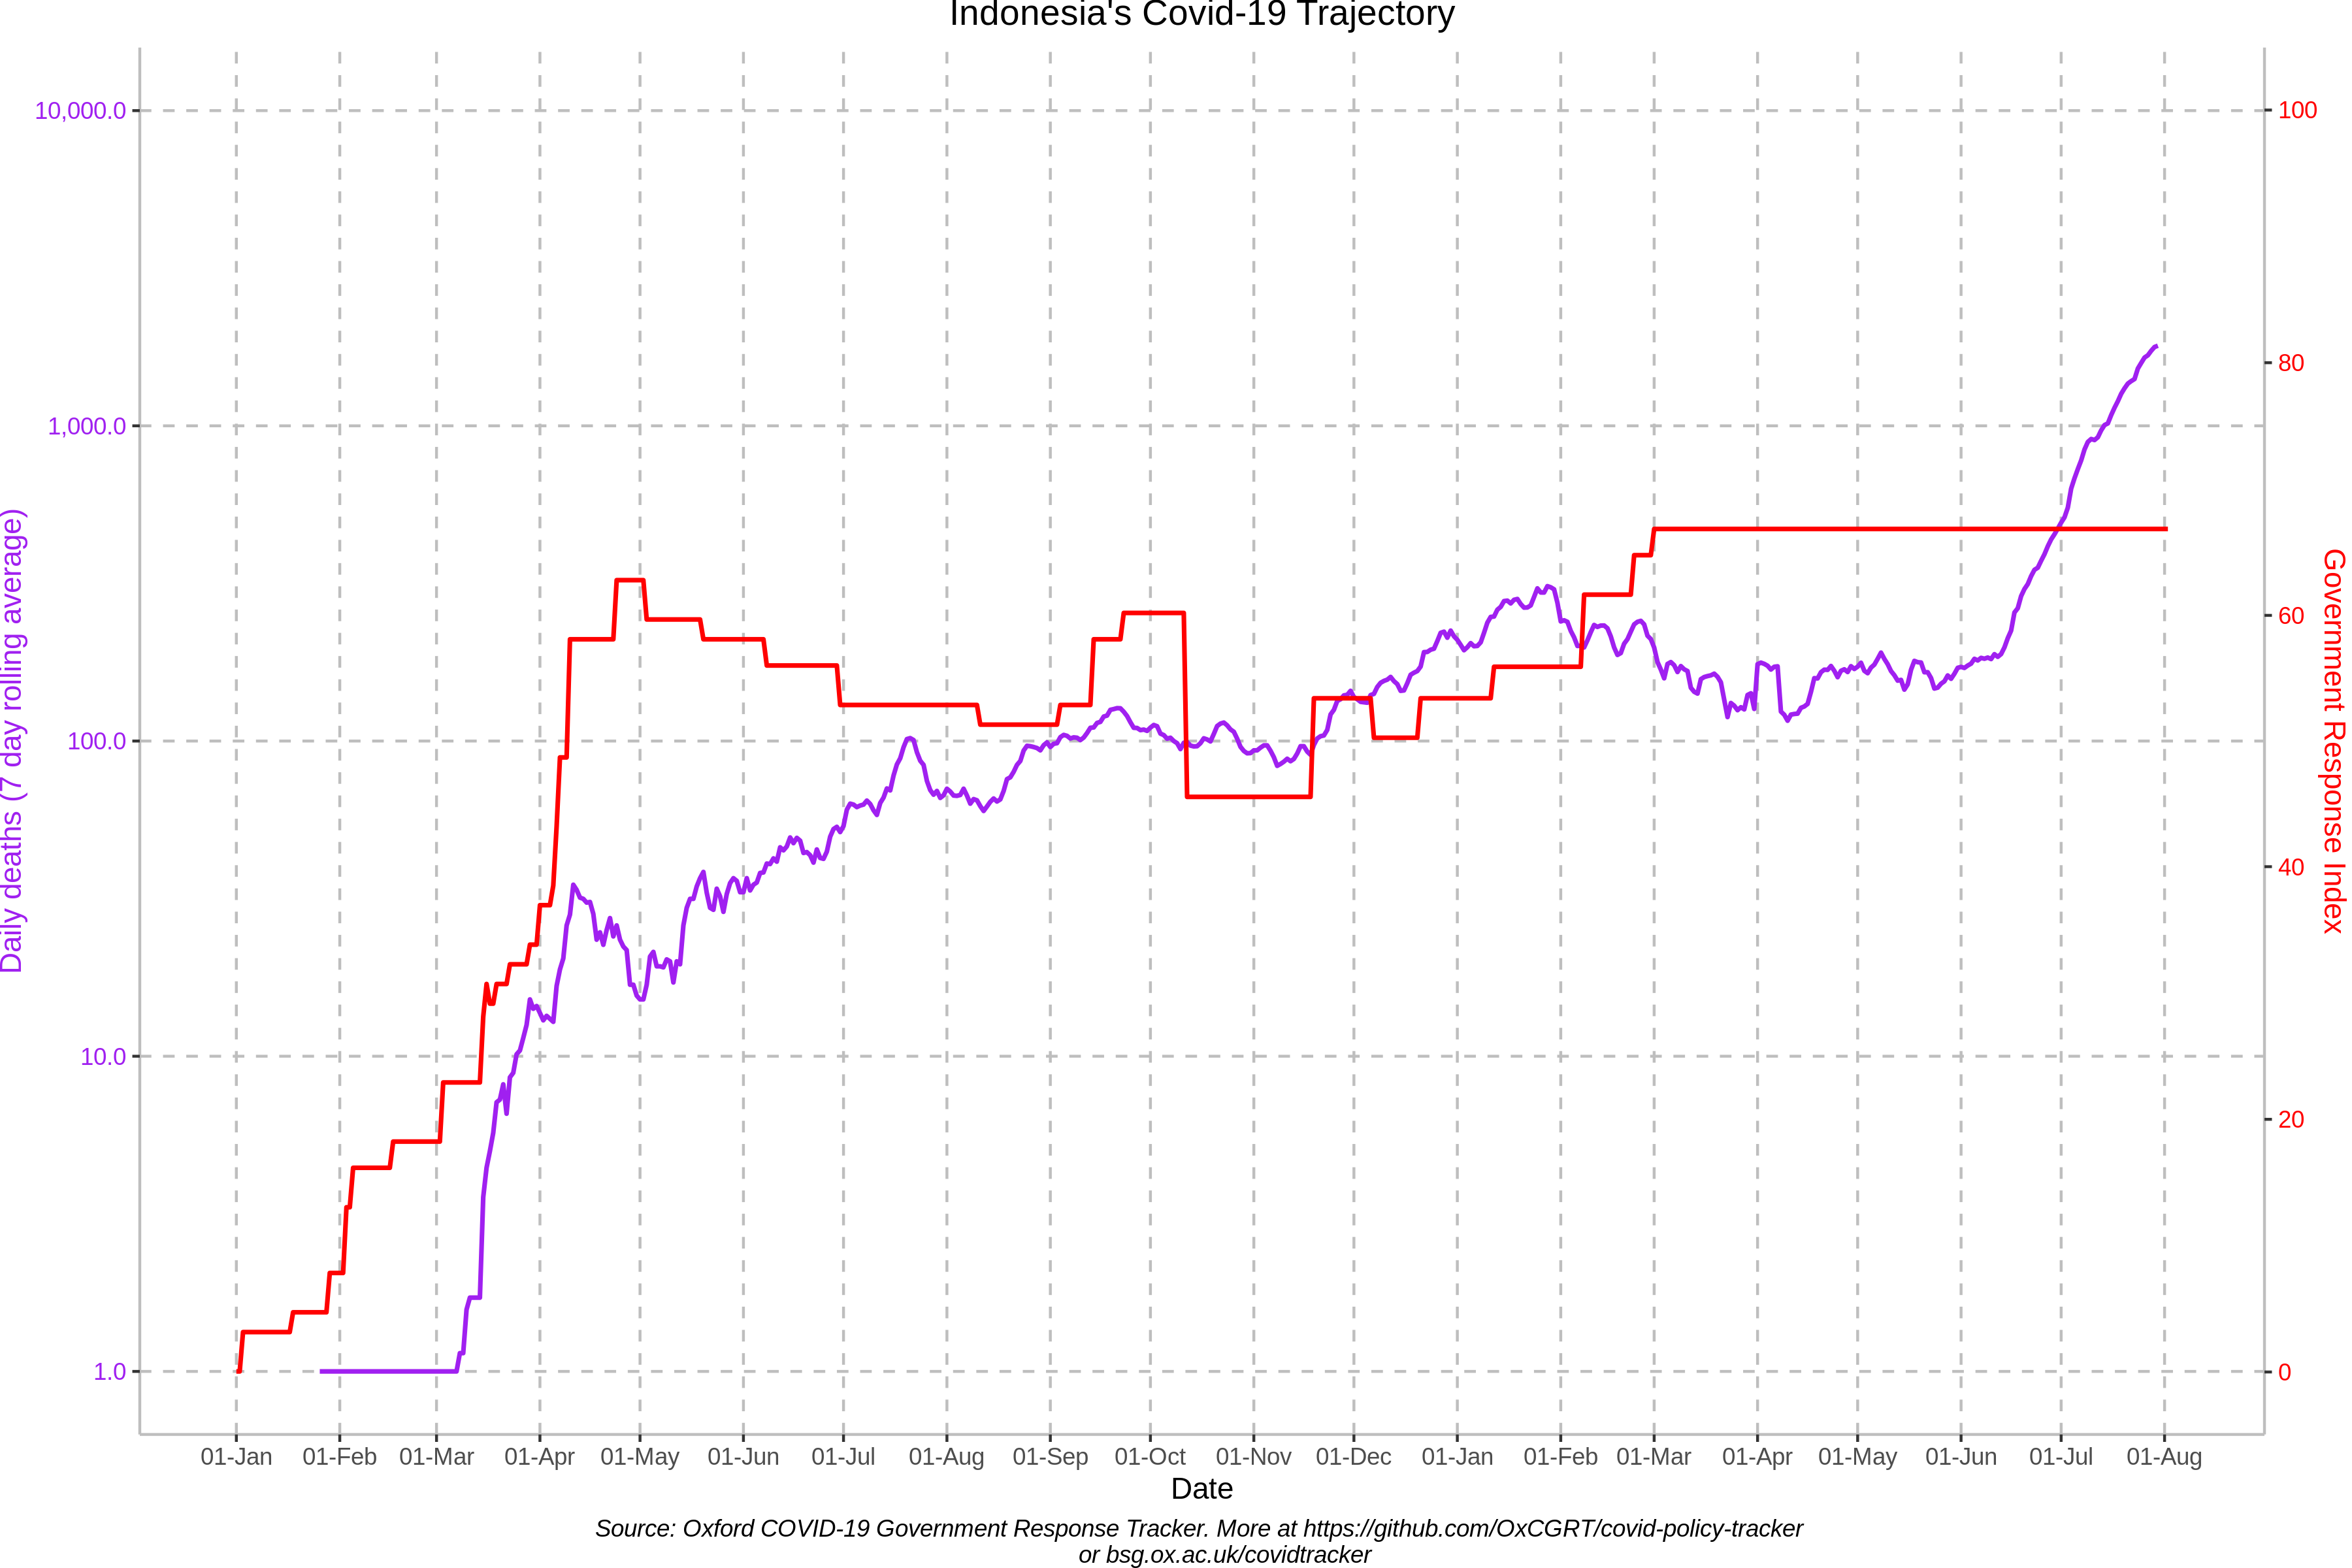 Indonesia's Covid-19 Trajectory
10,000.0
1,000.0
100.0
10.0
1.0
Daily deaths (7 day rolling average)
100
80
60
40
20
0
Government Response Index
01-Jan 01-Feb 01-Mar 01-Apr 01-May 01-Jun 01-Jul 01-Aug 01-Sep 01-Oct 01-Nov 01-Dec 01-Jan 01-Feb 01-Mar 01-Apr 01-May 01-Jun 01-Jul 01-Aug
Date
Source: Oxford COVID-19 Government Response Tracker. More at https://github.com/OxCGRT/covid-policy-tracker
or bsg.ox.ac.uk/covidtracker